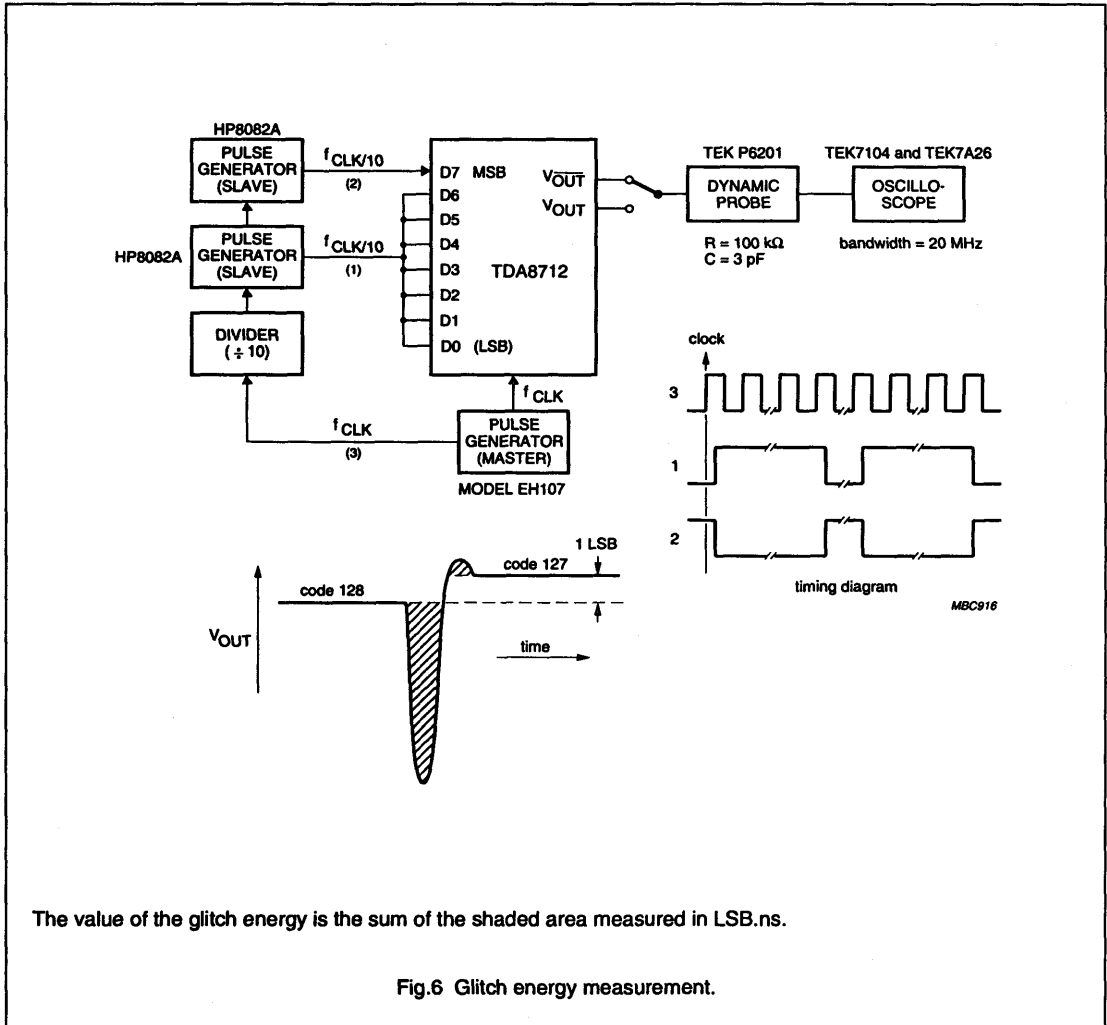 HP8082A
PULSE
GENERATOR
(SLAVE)
fCLK/10
(2)
HP8082A
PULSE
GENERATOR
(SLAVE)
fCLK/10
(1)
DIVIDER
( ÷ 10)
fCLK
(3)
D7 MSB
D6
D5
D4
D3
D2
D1
D0 (LSB)
TDA8712
VOUT
VOUT
fCLK
PULSE
GENERATOR
(MASTER)
MODEL EH107
TEK P6201
DYNAMIC
PROBE
R = 100 kΩ
C = 3 pF
TEK7104 and TEK7A26
OSCILLO-
SCOPE
bandwidth = 20 MHz
clock
3
1
2
timing diagram
MBC916
VOUT
code 128
code 127
1 LSB
time
The value of the glitch energy is the sum of the shaded area measured in LSB.ns.
Fig.6 Glitch energy measurement.